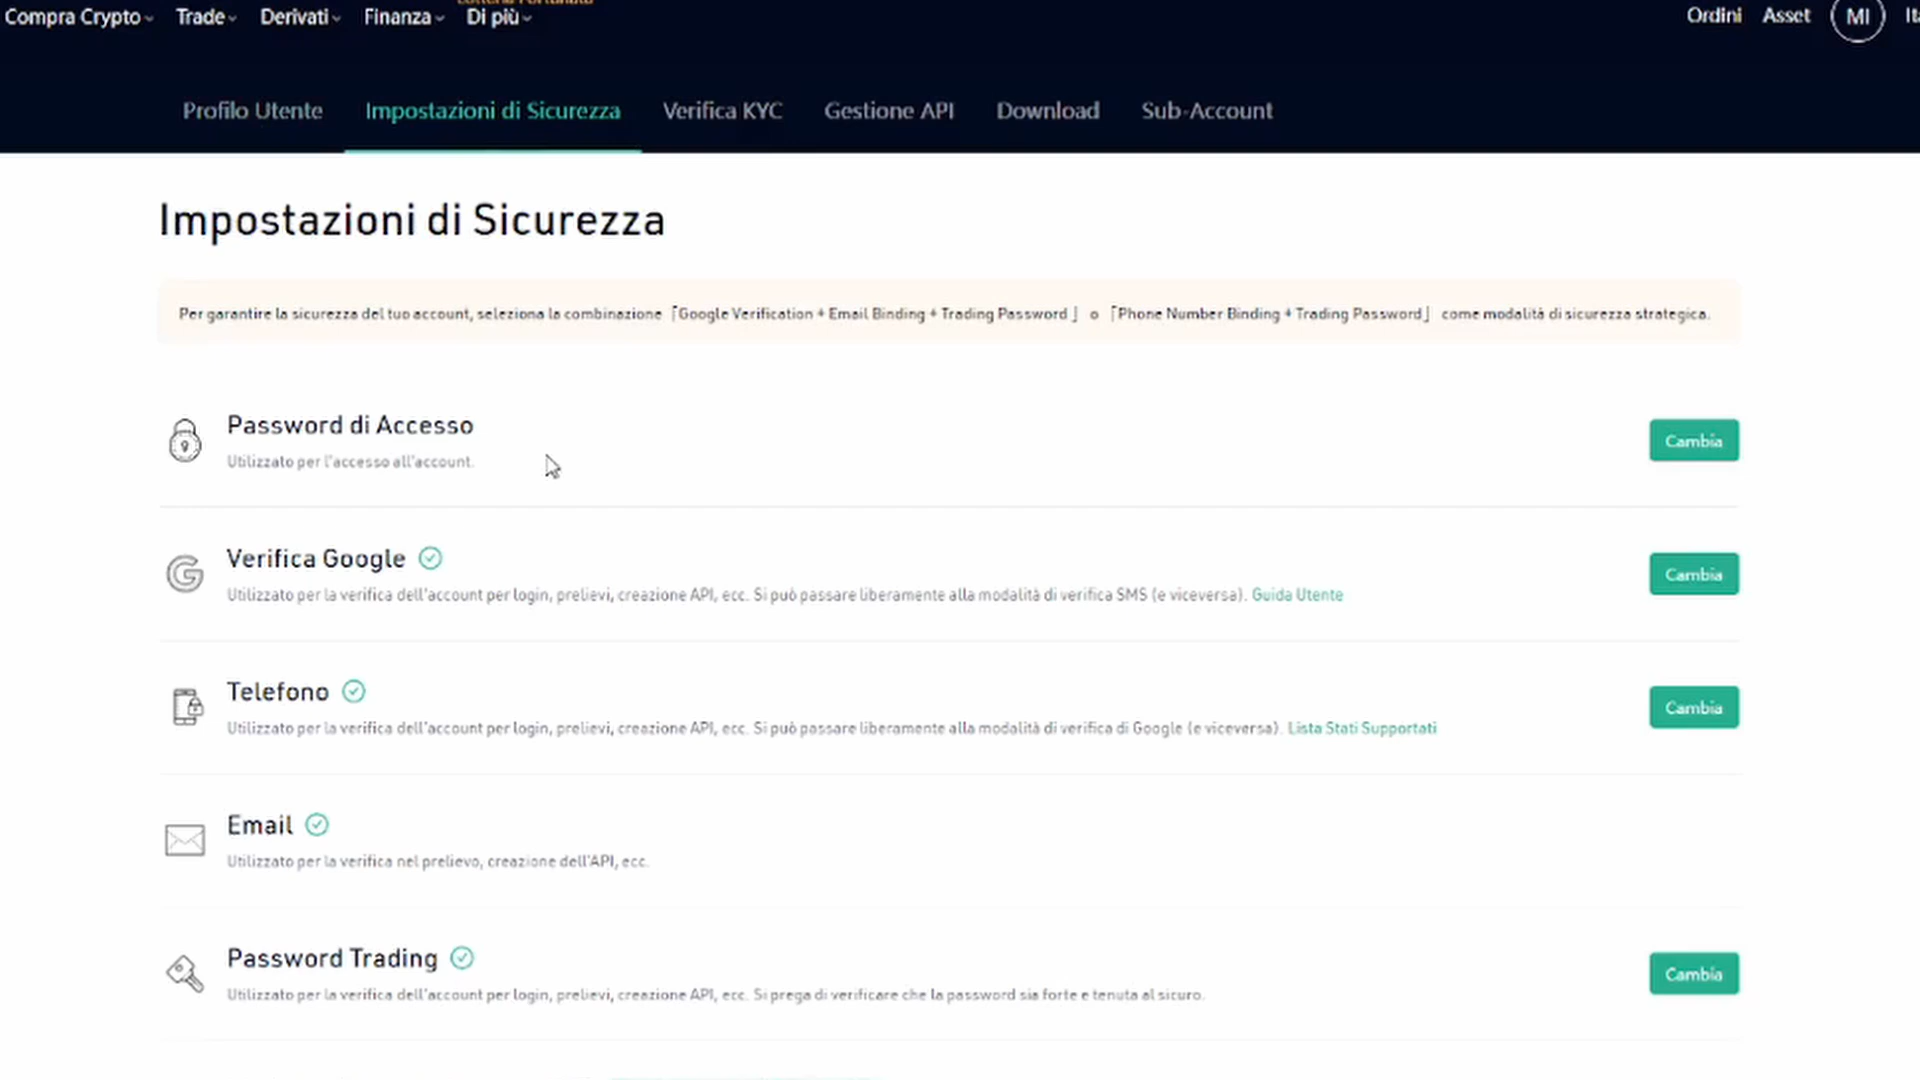 Compra Crypto Trade Derivati Finanza Di più Ordini Asset MI
Profilo Utente Impostazioni di Sicurezza Verifica KYC Gestione API Download Sub-Account
Impostazioni di Sicurezza
Per garantire la sicurezza del tuo account, seleziona la combinazione「Google Verification + Email Binding + Trading Password」o「Phone Number Binding + Trading Password」 come modalità di sicurezza strategica.
Password di Accesso
Utilizzato per l'accesso all'account.
Cambia
Verifica Google
Utilizzato per la verifica dell'account per login, prelievi, creazione API, ecc. Si può passare liberamente alla modalità di verifica SMS (e viceversa). Guida Utente
Cambia
Telefono
Utilizzato per la verifica dell'account per login, prelievi, creazione API, ecc. Si può passare liberamente alla modalità di verifica di Google (e viceversa). Lista Stati Supportati
Cambia
Email
Utilizzato per la verifica nel prelievo, creazione dell'API, ecc.
Password Trading
Utilizzato per la verifica dell'account per login, prelievi, creazione API, ecc. Si prega di verificare che la password sia forte e tenuta al sicuro.
Cambia